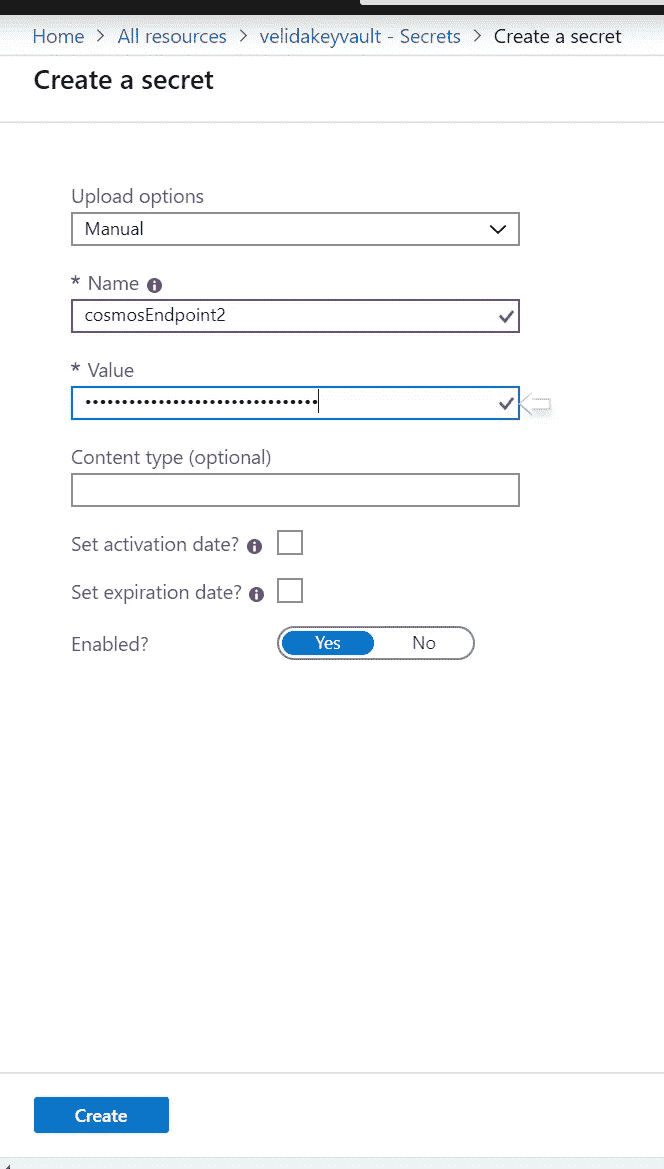 Home > All resources > velidakeyvault - Secrets > Create a secret
Create a secret
Upload options
Manual
* Name
cosmosEndpoint2
* Value
••••••••••••••••••••••••••••••••
Content type (optional)
Set activation date?
Set expiration date?
Enabled? Yes No
Create